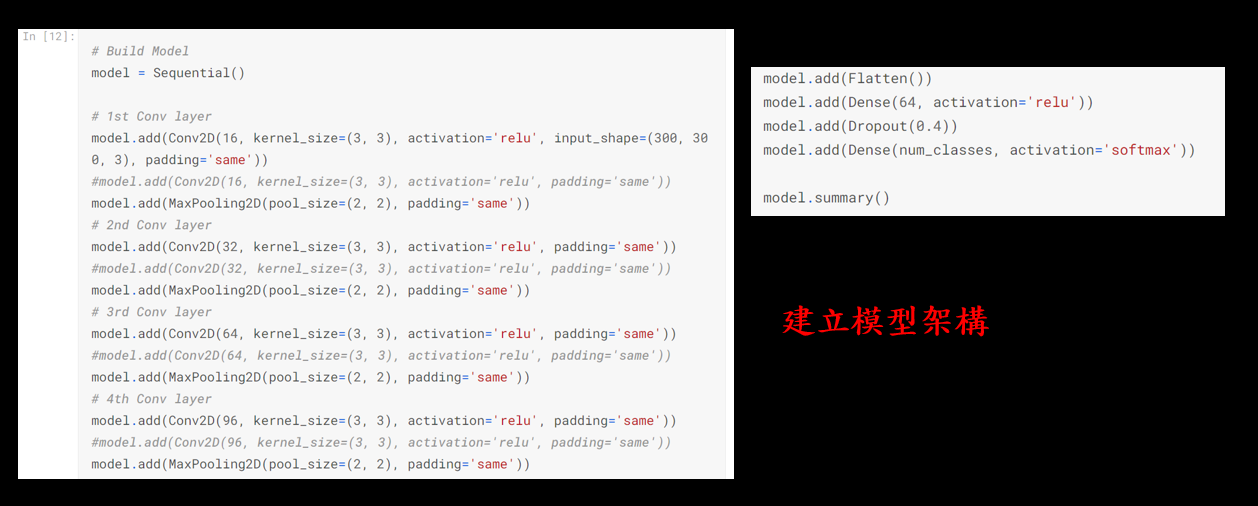 In [12]:
# Build Model
model = Sequential()
# 1st Conv layer
model.add(Conv2D(16, kernel_size=(3, 3), activation='relu', input_shape=(300, 30
0, 3), padding='same'))
#model.add(Conv2D(16, kernel_size=(3, 3), activation='relu', padding='same'))
model.add(MaxPooling2D(pool_size=(2, 2), padding='same'))
# 2nd Conv layer
model.add(Conv2D(32, kernel_size=(3, 3), activation='relu', padding='same'))
#model.add(Conv2D(32, kernel_size=(3, 3), activation='relu', padding='same'))
model.add(MaxPooling2D(pool_size=(2, 2), padding='same'))
# 3rd Conv layer
model.add(Conv2D(64, kernel_size=(3, 3), activation='relu', padding='same'))
#model.add(Conv2D(64, kernel_size=(3, 3), activation='relu', padding='same'))
model.add(MaxPooling2D(pool_size=(2, 2), padding='same'))
# 4th Conv layer
model.add(Conv2D(96, kernel_size=(3, 3), activation='relu', padding='same'))
#model.add(Conv2D(96, kernel_size=(3, 3), activation='relu', padding='same'))
model.add(MaxPooling2D(pool_size=(2, 2), padding='same'))
model.add(Flatten())
model.add(Dense(64, activation='relu'))
model.add(Dropout(0.4))
model.add(Dense(num_classes, activation='softmax'))
model.summary()
建立模型架構